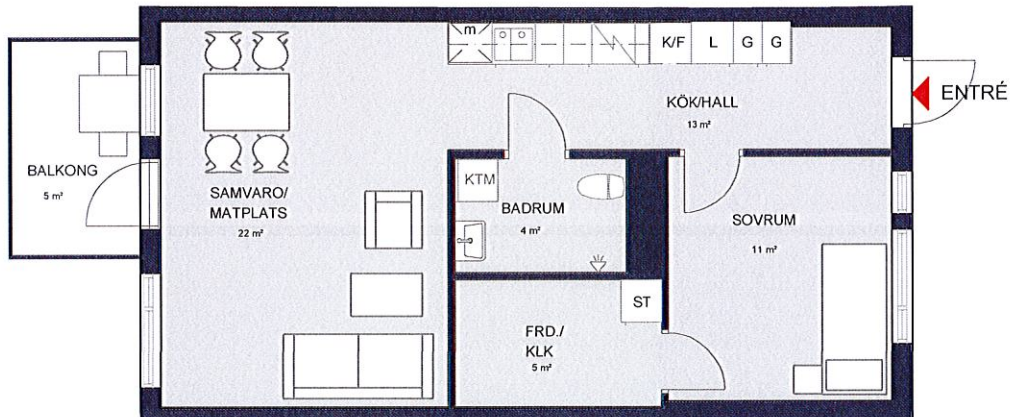 m
K/F
L
G
G
ENTRÉ
KÖK/HALL
13 m²
BALKONG
5 m²
SAMVARO/
MATPLATS
22 m²
KTM
BADRUM
4 m²
SOVRUM
11 m²
ST
FRD./
KLK
5 m²